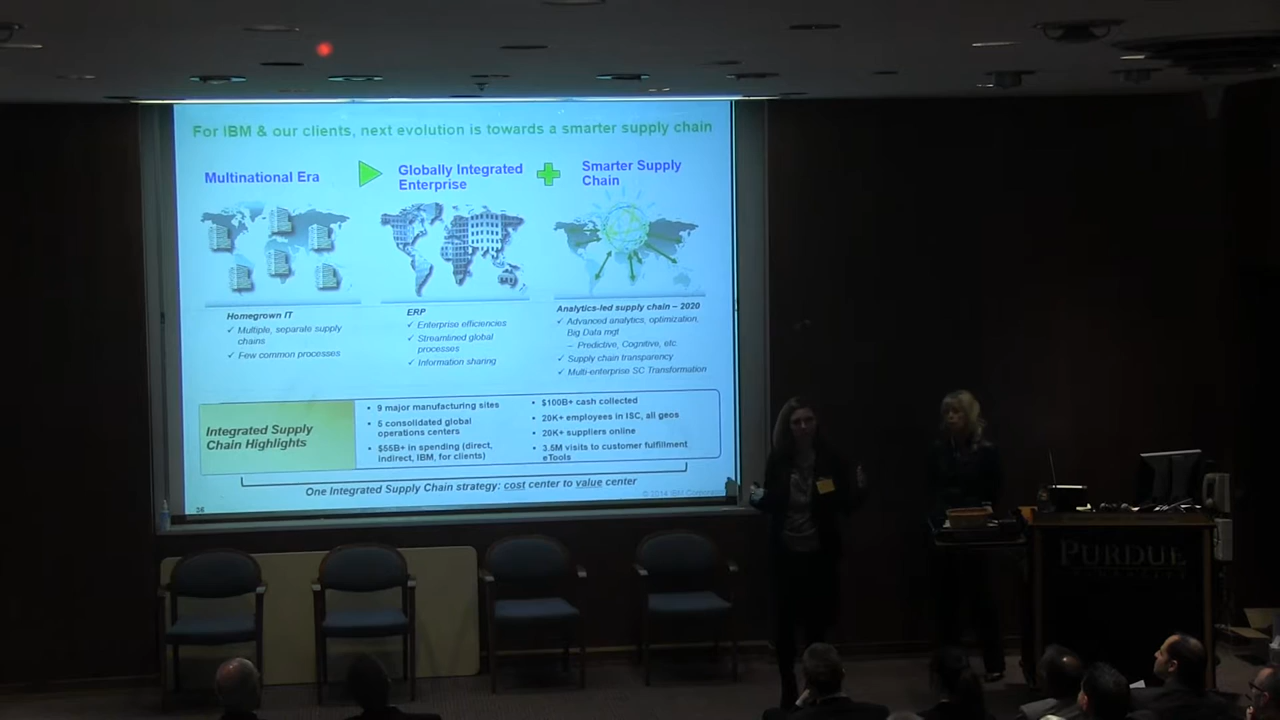 For IBM & our clients, next evolution is towards a smarter supply chain
Multinational Era
Globally Integrated
Enterprise
Smarter Supply
Chain
Homegrown IT
✓ Multiple, separate supply
chains
✓ Few common processes
ERP
✓ Enterprise efficiencies
✓ Streamlined global
processes
✓ Information sharing
Analytics-led supply chain – 2020
✓ Advanced analytics, optimization,
Big Data mgt
– Predictive, Cognitive, etc.
✓ Supply chain transparency
✓ Multi-enterprise SC Transformation
Integrated Supply
Chain Highlights
• 9 major manufacturing sites
• 5 consolidated global
operations centers
• $55B+ in spending (direct,
indirect, IBM, for clients)
• $100B+ cash collected
• 20K+ employees in ISC, all geos
• 20K+ suppliers online
• 3.5M visits to customer fulfillment
eTools
One Integrated Supply Chain strategy: cost center to value center
36
© 2014 IBM
PURDUE